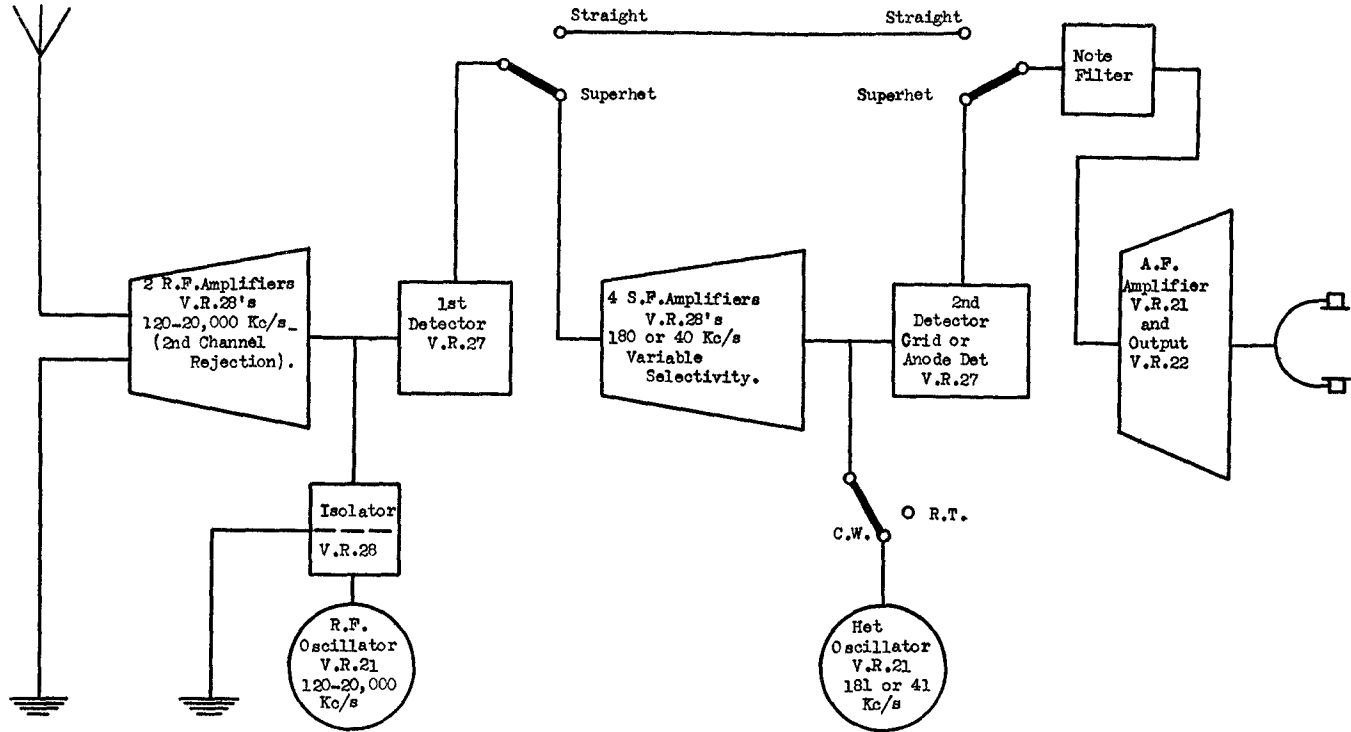 Straight
Straight
Superhet
Superhet
Note
Filter
2 R.F.Amplifiers
V.R.28's
120-20,000 Kc/s_
(2nd Channel
Rejection).
1st
Detector
V.R.27
4 S.F.Amplifiers
V.R.28's
180 or 40 Kc/s
Variable
Selectivity.
2nd
Detector
Grid or
Anode Det
V.R.27
A.F.
Amplifier
V.R.21
and
Output
V.R.22
Isolator
V.R.28
R.F.
Oscillator
V.R.21
120-20,000
Kc/s
C.W.
R.T.
Het
Oscillator
V.R.21
181 or 41
Kc/s